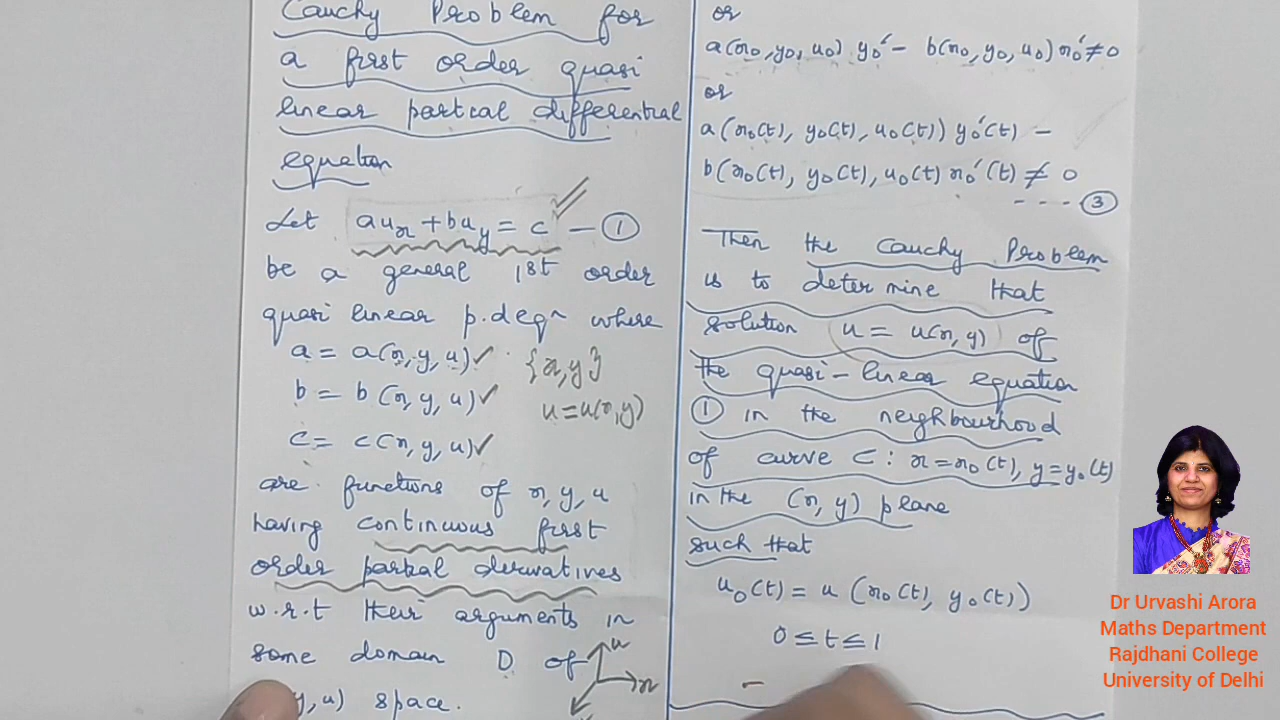 Cauchy Problem for
a first order quasi
linear partial differential
equation
Let aux + buy = c — ①
be a general 1st order
quasi linear p.d eqn where
a = a(x, y, u) ✓
b = b(x, y, u) ✓
c = c(x, y, u) ✓
{x, y}
u = u(x, y)
are functions of x, y, u
having continuous first
order partial derivatives
w.r.t their arguments in
some domain D of
y, u) space.
u
x
or
a(x0, y0, u0) y0′ − b(x0, y0, u0) x0′ ≠ 0
or
a(x0(t), y0(t), u0(t)) y0′(t) −
b(x0(t), y0(t), u0(t) x0′(t) ≠ 0
---- ③
Then the Cauchy Problem
is to determine that
solution u = u(x, y) of
the quasi-linear equation
① in the neighbourhood
of curve C: x = x0(t), y = y0(t)
in the (x, y) plane
such that
u0(t) = u (x0(t), y0(t))
0 ≤ t ≤ 1
Dr Urvashi Arora
Maths Department
Rajdhani College
University of Delhi